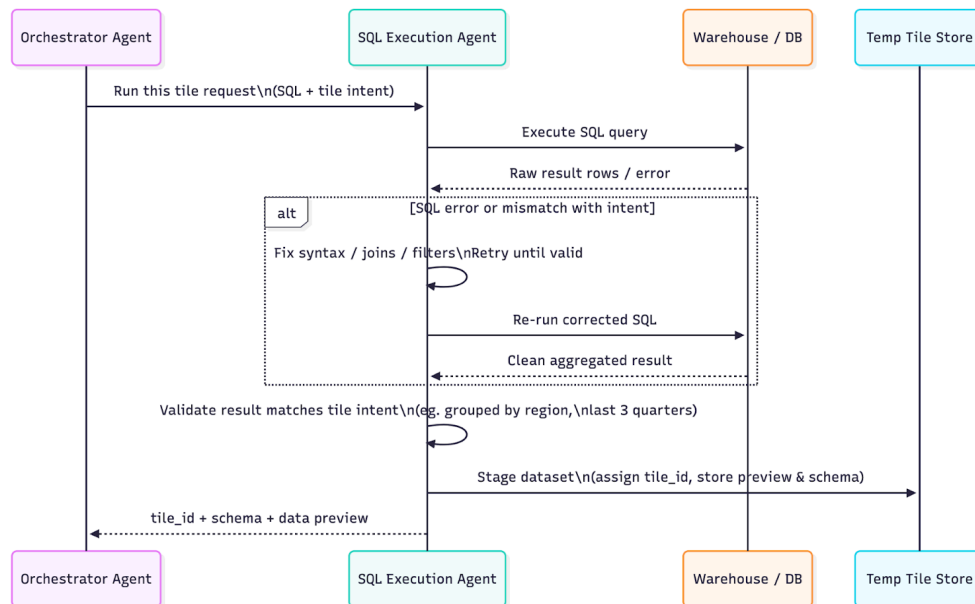 Orchestrator Agent
SQL Execution Agent
Warehouse / DB
Temp Tile Store
Run this tile request\n(SQL + tile intent)
Execute SQL query
Raw result rows / error
alt
[SQL error or mismatch with intent]
Fix syntax / joins / filters\nRetry until valid
Re-run corrected SQL
Clean aggregated result
Validate result matches tile intent\n(eg. grouped by region,\nlast 3 quarters)
Stage dataset\n(assign tile_id, store preview & schema)
tile_id + schema + data preview
Orchestrator Agent
SQL Execution Agent
Warehouse / DB
Temp Tile Store